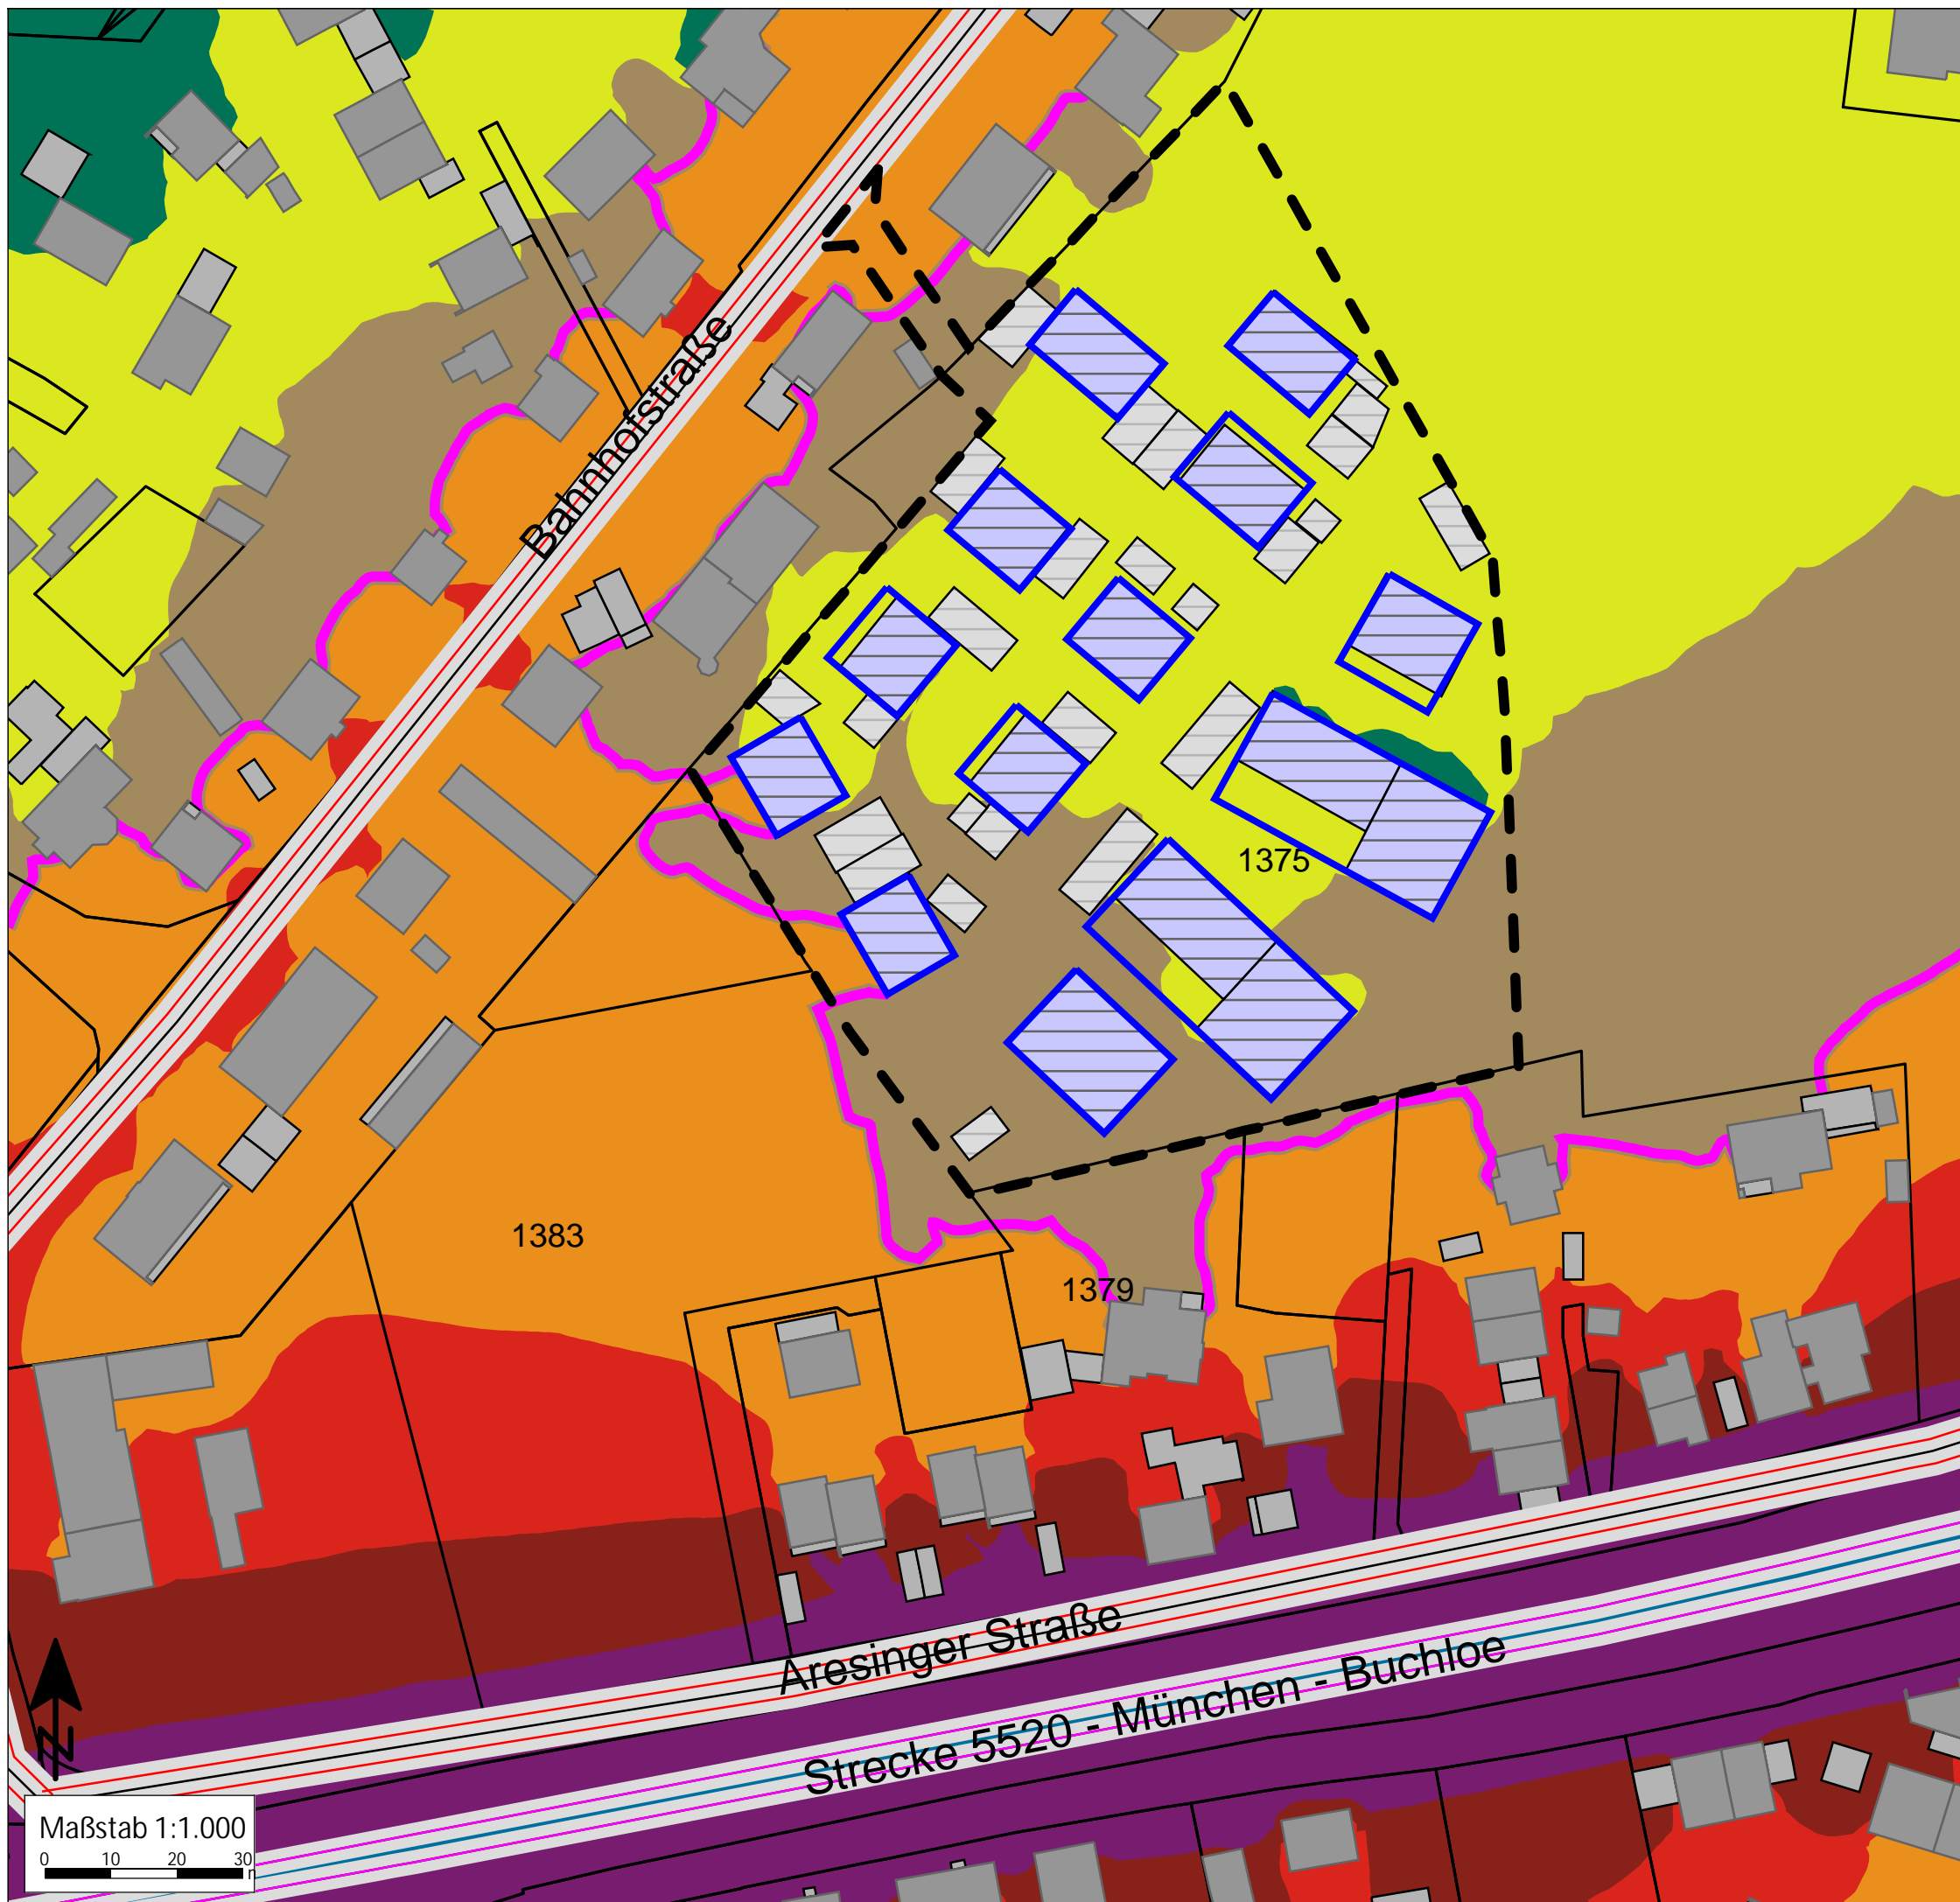 Bahnhofstraße
1375
1383
1379
Aresinger Straße
Strecke 5520 - München - Buchloe
N
Maßstab 1:1.000
0 10 20 30